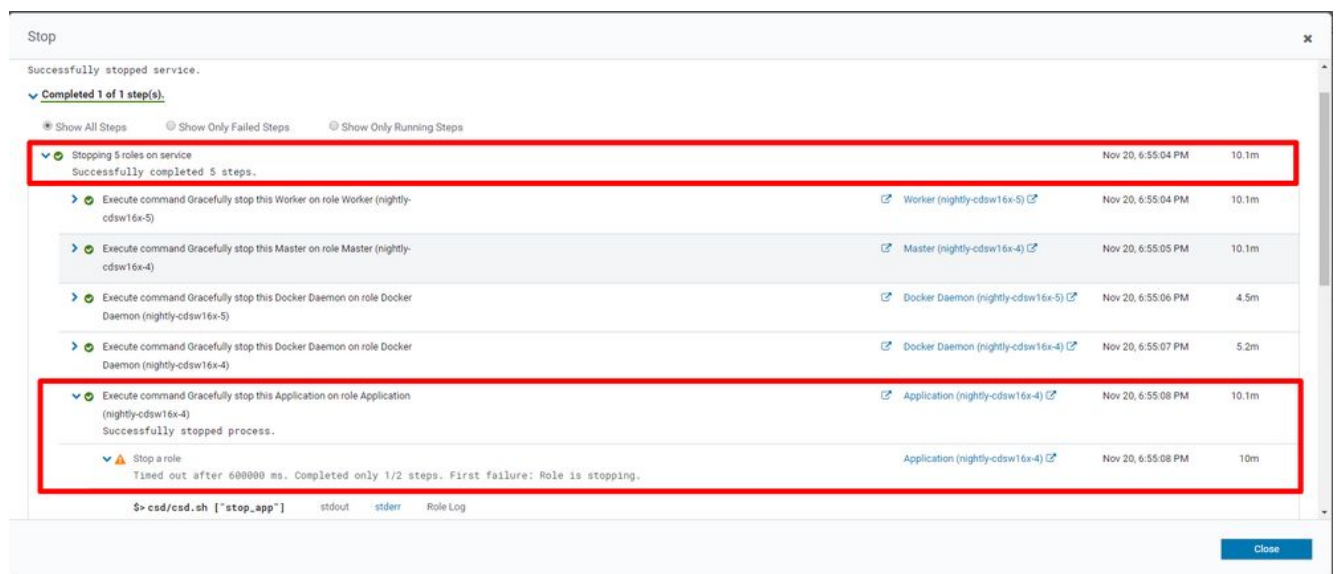 Stop
Successfully stopped service.
Completed 1 of 1 step(s).
Show All Steps Show Only Failed Steps Show Only Running Steps
Stopping 5 roles on service Nov 20, 6:55:04 PM 10.1m
Successfully completed 5 steps.
Execute command Gracefully stop this Worker on role Worker (nightly- Worker (nightly-cdsw16x-5) Nov 20, 6:55:04 PM 10.1m
cdsw16x-5)
Execute command Gracefully stop this Master on role Master (nightly- Master (nightly-cdsw16x-4) Nov 20, 6:55:05 PM 10.1m
cdsw16x-4)
Execute command Gracefully stop this Docker Daemon on role Docker Docker Daemon (nightly-cdsw16x-5) Nov 20, 6:55:06 PM 4.5m
Daemon (nightly-cdsw16x-5)
Execute command Gracefully stop this Docker Daemon on role Docker Docker Daemon (nightly-cdsw16x-4) Nov 20, 6:55:07 PM 5.2m
Daemon (nightly-cdsw16x-4)
Execute command Gracefully stop this Application on role Application Application (nightly-cdsw16x-4) Nov 20, 6:55:08 PM 10.1m
(nightly-cdsw16x-4)
Successfully stopped process.
Stop a role Application (nightly-cdsw16x-4) Nov 20, 6:55:08 PM 10m
Timed out after 600000 ms. Completed only 1/2 steps. First failure: Role is stopping.
$> csd/csd.sh ["stop_app"] stdout stderr Role Log
Close